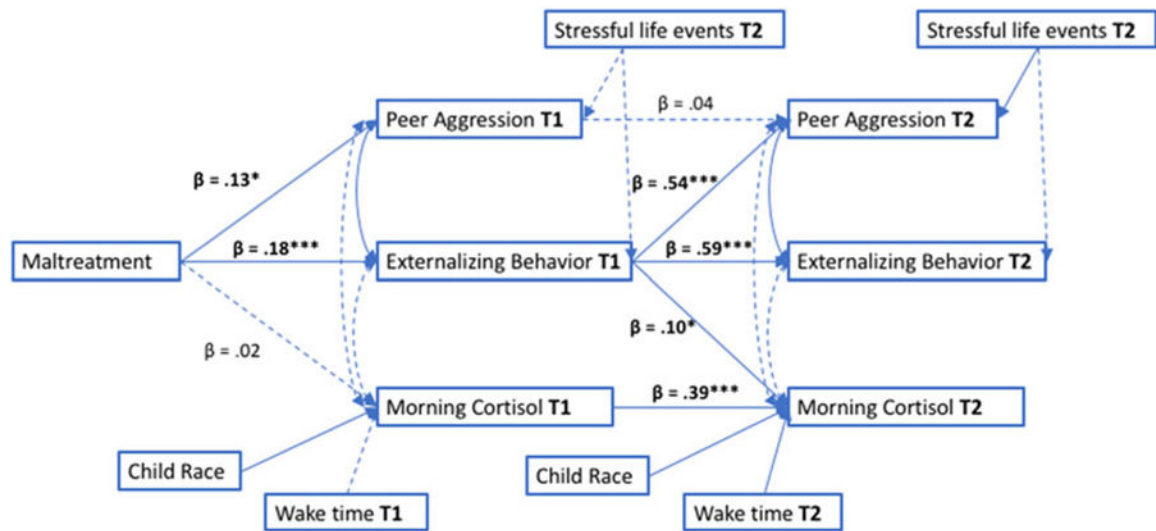 Stressful life events T2
Stressful life events T2
Peer Aggression T1
β = .04
Peer Aggression T2
β = .13*
β = .54***
Maltreatment
β = .18***
Externalizing Behavior T1
β = .59***
Externalizing Behavior T2
β = .10*
β = .02
Morning Cortisol T1
β = .39***
Morning Cortisol T2
Child Race
Child Race
Wake time T1
Wake time T2